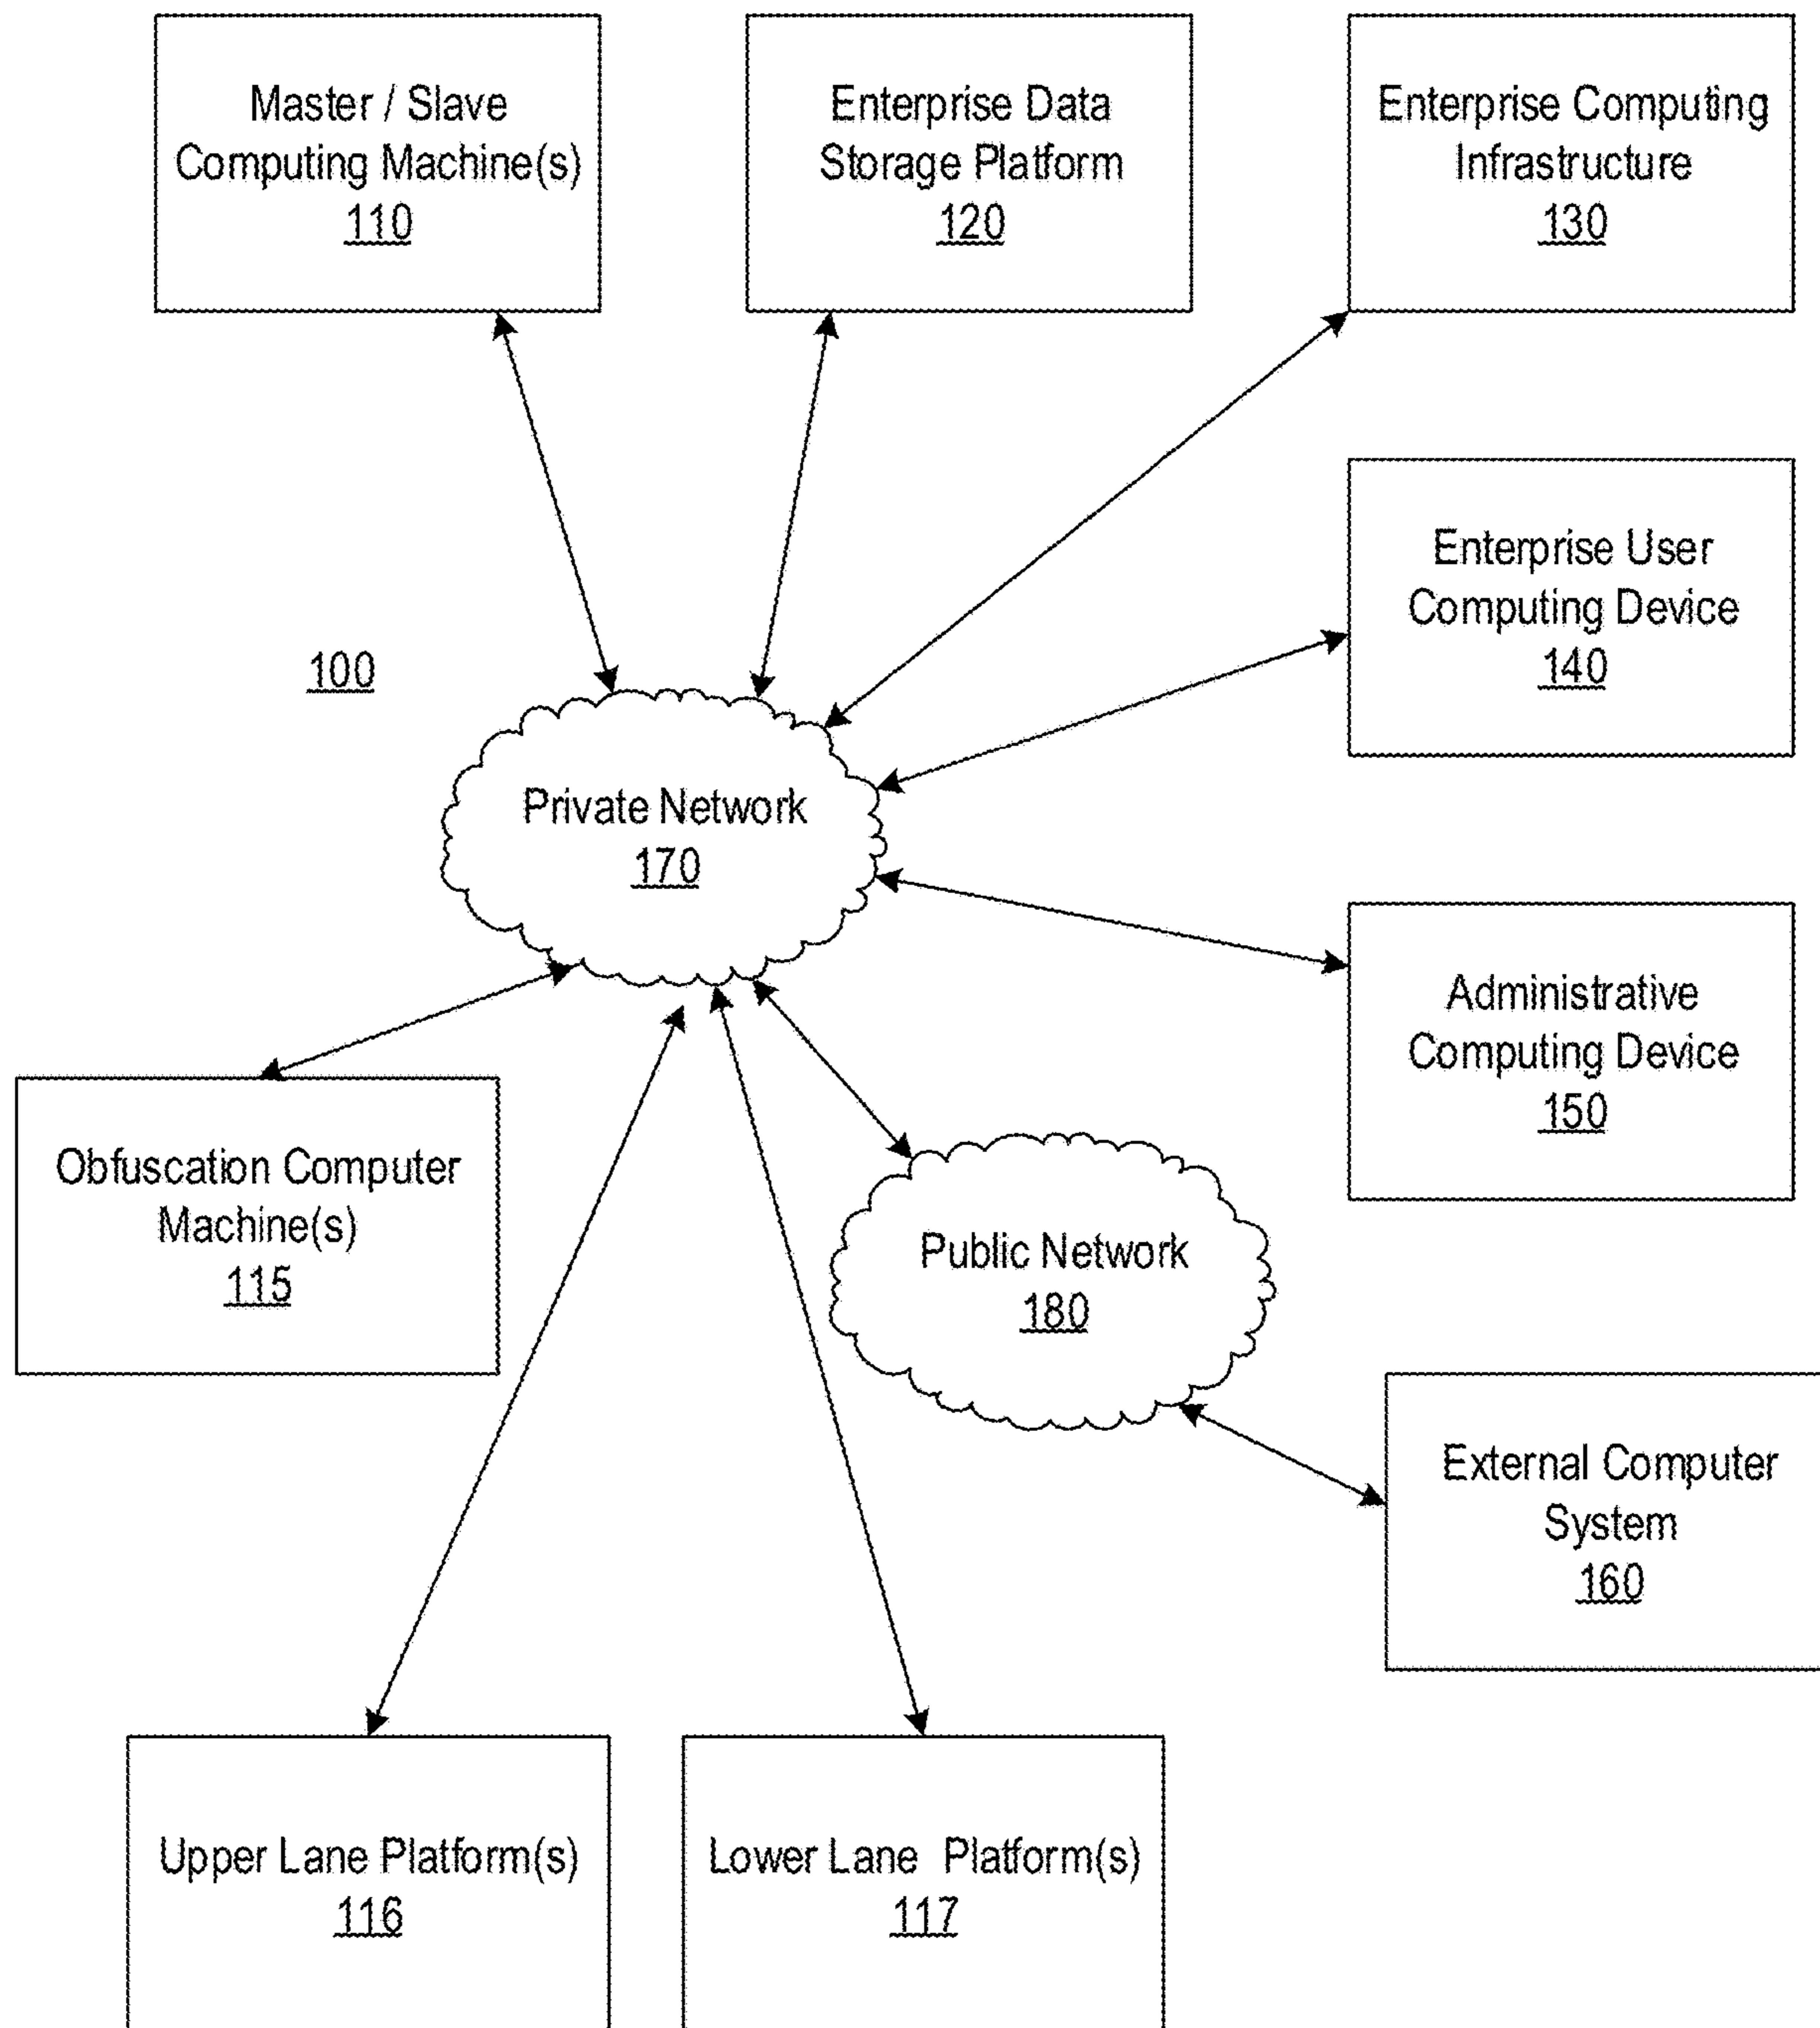 Master / Slave
Computing Machine(s)
110
Enterprise Data
Storage Platform
120
Enterprise Computing
Infrastructure
130
Enterprise User
Computing Device
140
100
Private Network
170
Administrative
Computing Device
150
Obfuscation Computer
Machine(s)
115
Public Network
180
External Computer
System
160
Upper Lane Platform(s)
116
Lower Lane Platform(s)
117